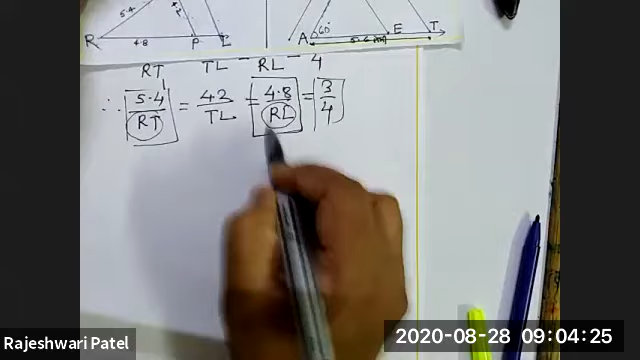 5.4
R 4.8 P L
A 60° E T
RT TL RL 4
∴ 5.4/RT = 4.2/TL = 4.8/RL = 3/4
Rajeshwari Patel
2020-08-28 09:04:25